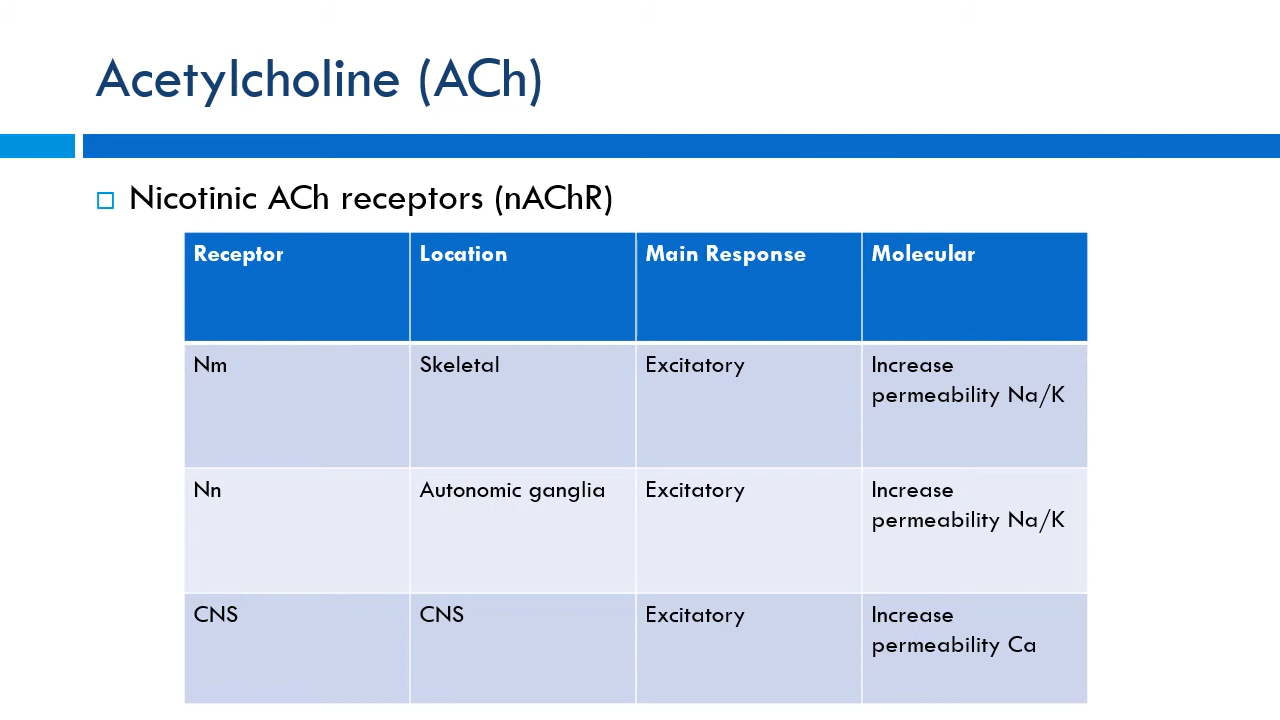 Acetylcholine (ACh)
Nicotinic ACh receptors (nAChR)
Receptor Location Main Response Molecular
Nm Skeletal Excitatory Increase
permeability Na/K
Nn Autonomic ganglia Excitatory Increase
permeability Na/K
CNS CNS Excitatory Increase
permeability Ca